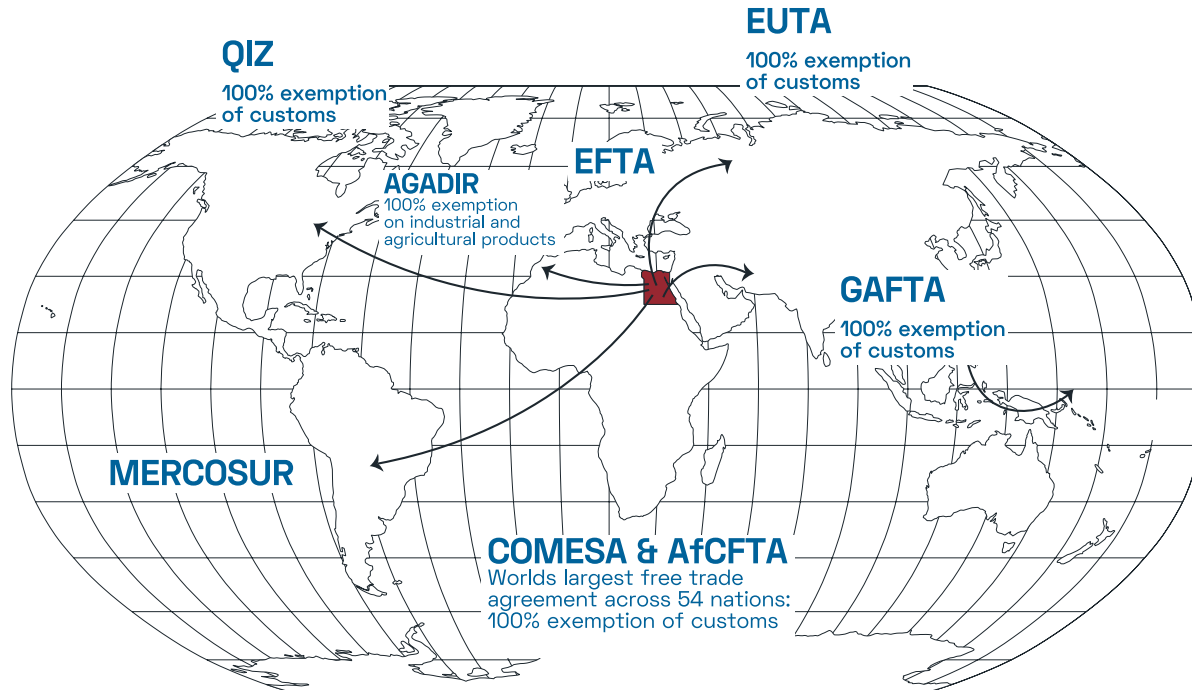 QIZ
100% exemption
of customs
EUTA
100% exemption
of customs
EFTA
AGADIR
100% exemption
on industrial and
agricultural products
GAFTA
100% exemption
of customs
MERCOSUR
COMESA & AfCFTA
Worlds largest free trade
agreement across 54 nations:
100% exemption of customs